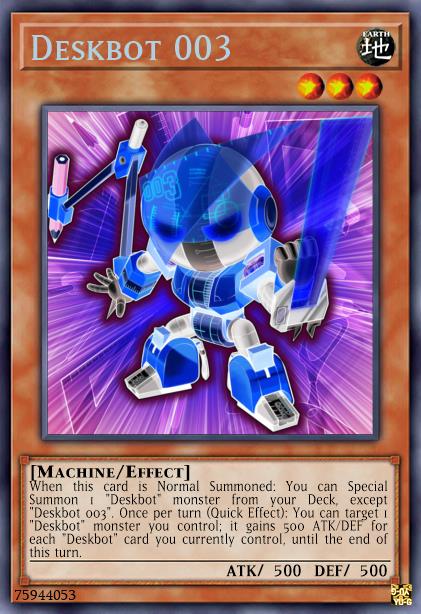 Deskbot 003
EARTH
地
003
[Machine/Effect]
When this card is Normal Summoned: You can Special
Summon 1 "Deskbot" monster from your Deck, except
"Deskbot 003". Once per turn (Quick Effect): You can target 1
"Deskbot" monster you control; it gains 500 ATK/DEF for
each "Deskbot" card you currently control, until the end of
this turn.
ATK/ 500 DEF/ 500
75944053